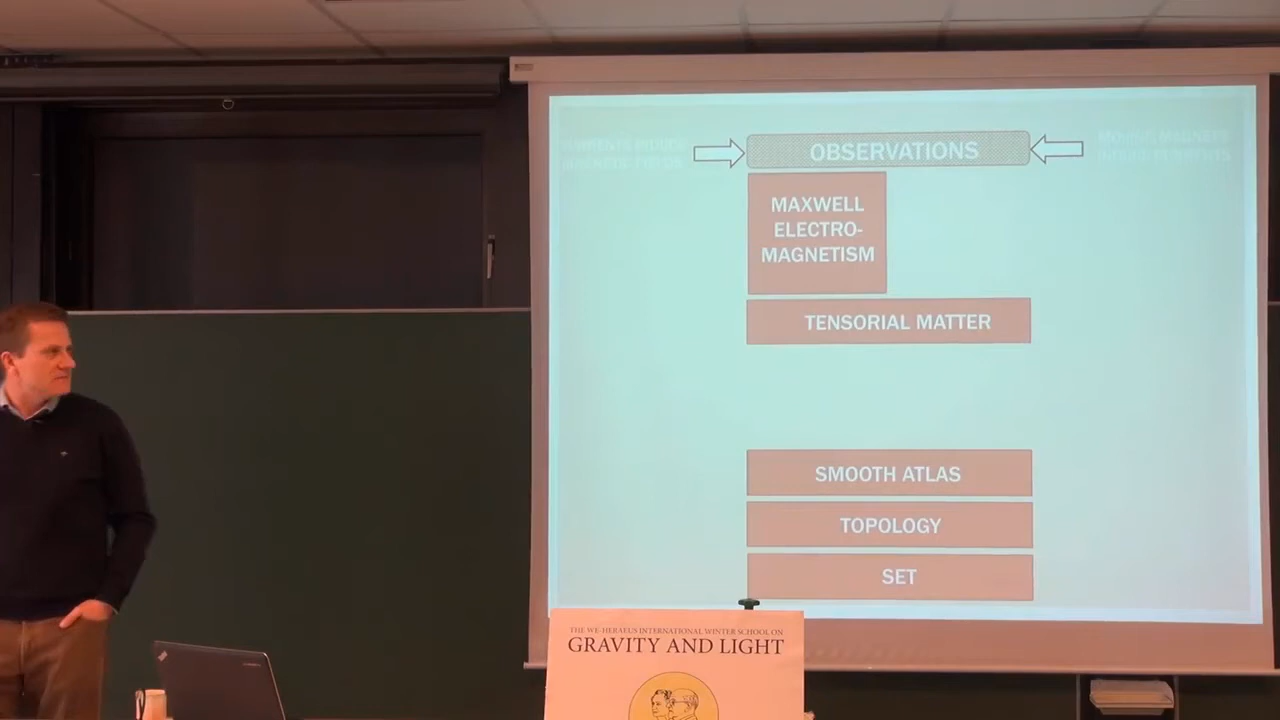 OBSERVATIONS
MAXWELL
ELECTRO-
MAGNETISM
TENSORIAL MATTER
SMOOTH ATLAS
TOPOLOGY
SET
THE WE-HERAEUS INTERNATIONAL WINTER SCHOOL ON
GRAVITY AND LIGHT